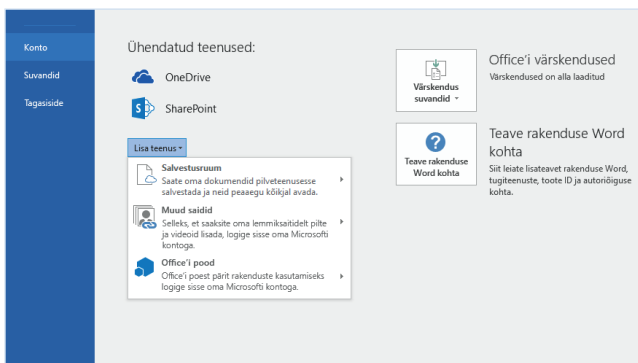 Konto
Suvandid
Tagasiside
Ühendatud teenused:
OneDrive
SharePoint
Lisa teenus
Salvestusruum
Saate oma dokumendid pilveteenusesse
salvestada ja neid peaaegu kõikjal avada.
Muud saidid
Selleks, et saaksite oma lemmiksaitidelt pilte
ja videoid lisada, logige sisse oma Microsofti
kontoga.
Office'i pood
Office'i poest pärit rakenduste kasutamiseks
logige sisse oma Microsofti kontoga.
Värskendus
suvandid
Office'i värskendused
Värskendused on alla laaditud
Teave rakenduse
Word kohta
Teave rakenduse Word
kohta
Siit leiate lisateavet rakenduse Word,
tugiteenuste, toote ID ja autoriõiguse
kohta.